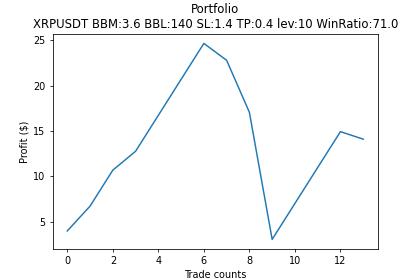 Portfolio
XRPUSDT BBM:3.6 BBL:140 SL:1.4 TP:0.4 lev:10 WinRatio:71.0
25
20
15
10
5
Profit ($)
0 2 4 6 8 10 12
Trade counts